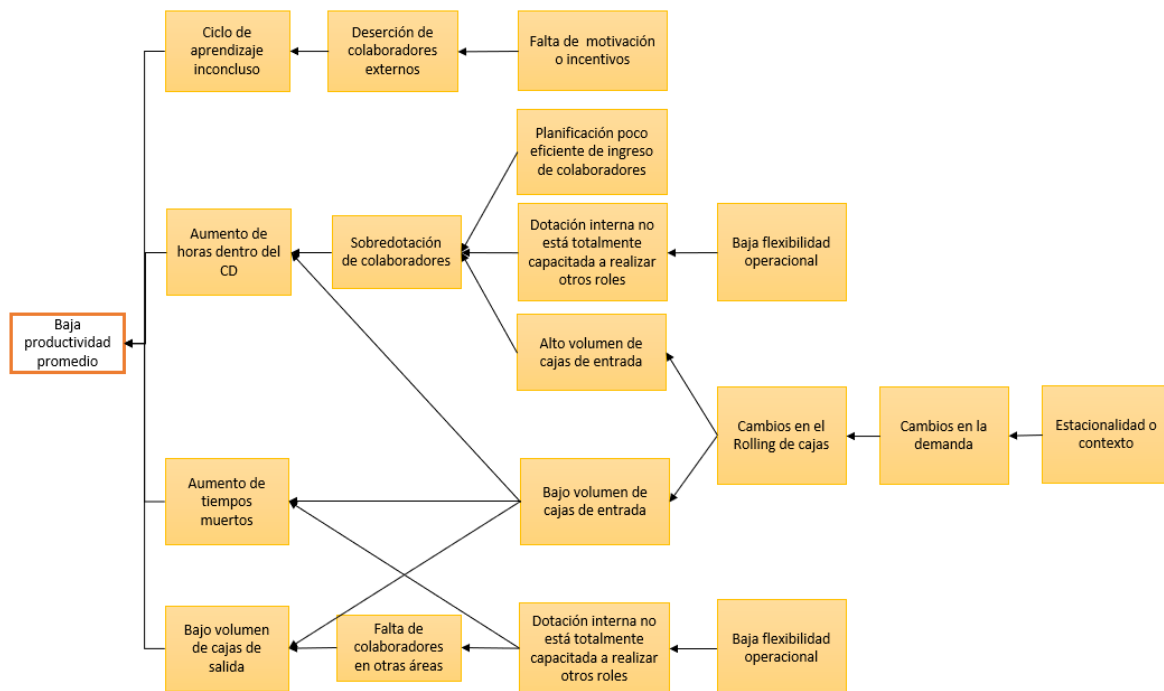 Ciclo de
aprendizaje
inconcluso
Deserción de
colaboradores
externos
Falta de motivación
o incentivos
Planificación poco
eficiente de ingreso
de colaboradores
Aumento de
horas dentro del
CD
Sobredotación
de colaboradores
Dotación interna no
está totalmente
capacitada a realizar
otros roles
Baja flexibilidad
operacional
Baja
productividad
promedio
Alto volumen de
cajas de entrada
Cambios en el
Rolling de cajas
Cambios en la
demanda
Estacionalidad o
contexto
Aumento de
tiempos
muertos
Bajo volumen de
cajas de entrada
Bajo volumen
de cajas de
salida
Falta de
colaboradores
en otras áreas
Dotación interna no
está totalmente
capacitada a realizar
otros roles
Baja flexibilidad
operacional